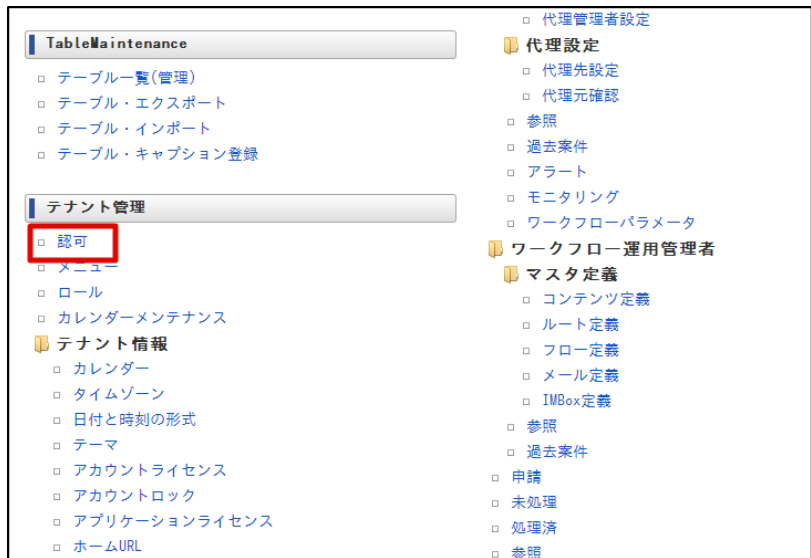 TableMaintenance
テーブル一覧(管理)
テーブル・エクスポート
テーブル・インポート
テーブル・キャプション登録
テナント管理
認可
メニュー
ロール
カレンダーメンテナンス
テナント情報
カレンダー
タイムゾーン
日付と時刻の形式
テーマ
アカウントライセンス
アカウントロック
アプリケーションライセンス
ホームURL
代理管理者設定
代理設定
代理先設定
代理元確認
参照
過去案件
アラート
モニタリング
ワークフローパラメータ
ワークフロー運用管理者
マスタ定義
コンテンツ定義
ルート定義
フロー定義
メール定義
IMBox定義
参照
過去案件
申請
未処理
処理済
参照